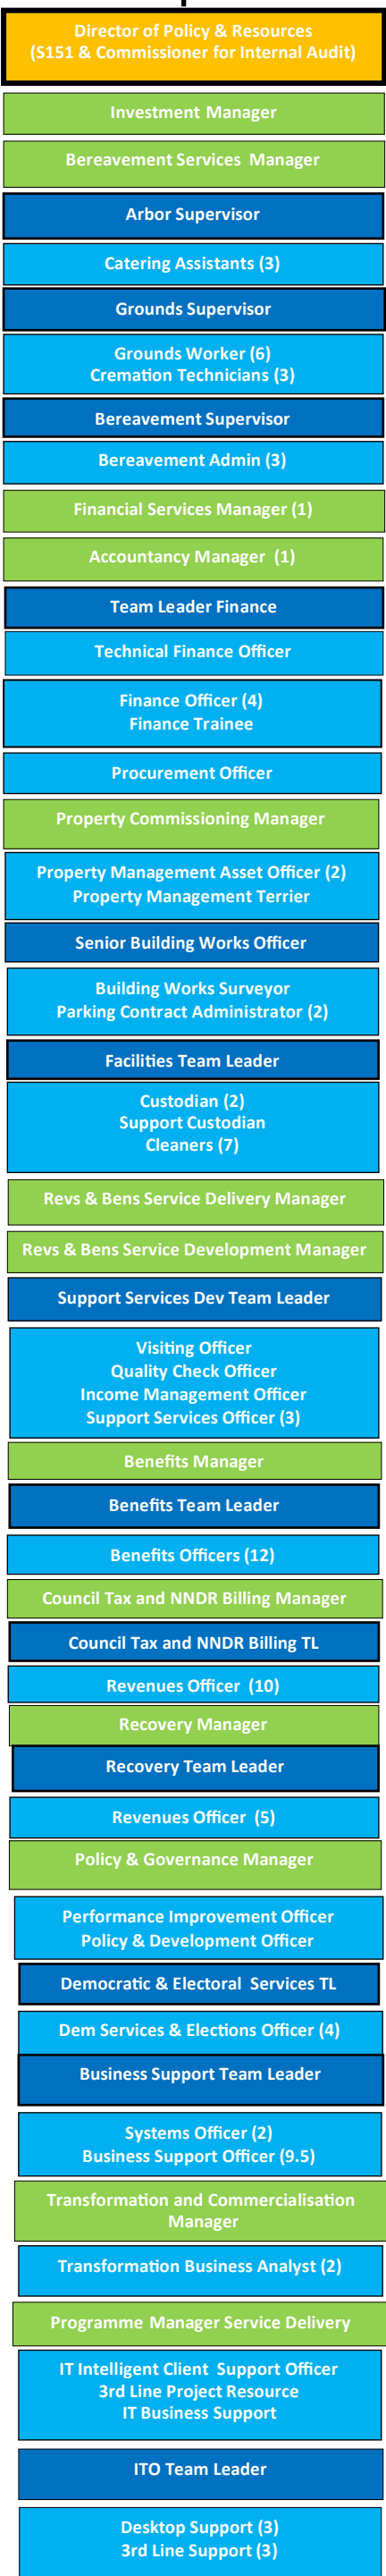 Director of Policy & Resources
(S151 & Commissioner for Internal Audit)
Investment Manager
Bereavement Services Manager
Arbor Supervisor
Catering Assistants (3)
Grounds Supervisor
Grounds Worker (6)
Cremation Technicians (3)
Bereavement Supervisor
Bereavement Admin (3)
Financial Services Manager (1)
Accountancy Manager (1)
Team Leader Finance
Technical Finance Officer
Finance Officer (4)
Finance Trainee
Procurement Officer
Property Commissioning Manager
Property Management Asset Officer (2)
Property Management Terrier
Senior Building Works Officer
Building Works Surveyor
Parking Contract Administrator (2)
Facilities Team Leader
Custodian (2)
Support Custodian
Cleaners (7)
Revs & Bens Service Delivery Manager
Revs & Bens Service Development Manager
Support Services Dev Team Leader
Visiting Officer
Quality Check Officer
Income Management Officer
Support Services Officer (3)
Benefits Manager
Benefits Team Leader
Benefits Officers (12)
Council Tax and NNDR Billing Manager
Council Tax and NNDR Billing TL
Revenues Officer (10)
Recovery Manager
Recovery Team Leader
Revenues Officer (5)
Policy & Governance Manager
Performance Improvement Officer
Policy & Development Officer
Democratic & Electoral Services TL
Dem Services & Elections Officer (4)
Business Support Team Leader
Systems Officer (2)
Business Support Officer (9.5)
Transformation and Commercialisation
Manager
Transformation Business Analyst (2)
Programme Manager Service Delivery
IT Intelligent Client Support Officer
3rd Line Project Resource
IT Business Support
ITO Team Leader
Desktop Support (3)
3rd Line Support (3)